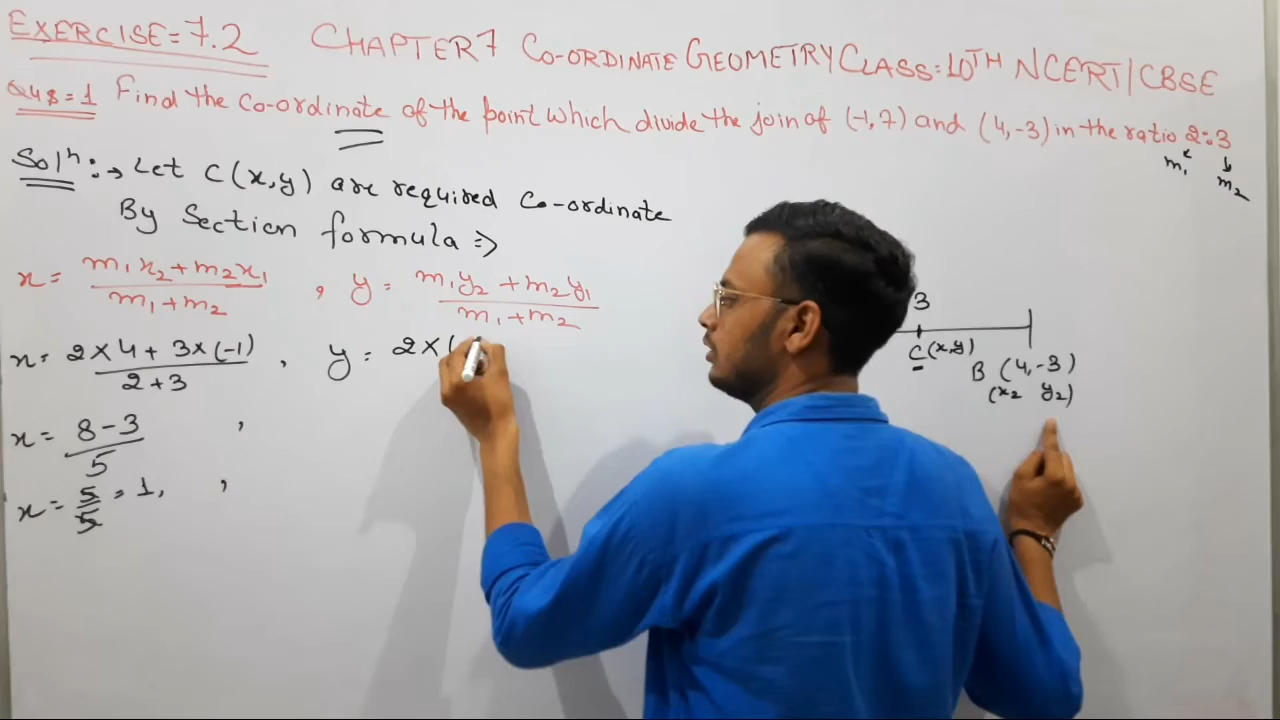 EXERCISE=7.2 CHAPTER 7 CO-ORDINATE GEOMETRY CLASS:10TH NCERT/CBSE
Qus=1 Find the co-ordinate of the point which divide the join of (-1,7) and (4,-3) in the ratio 2:3
m₁ m₂
Solⁿ:→ Let C(x,y) are required Co-ordinate
By Section formula ⇒
x = m₁x₂+m₂x₁/m₁+m₂ , y = m₁y₂+m₂y₁/m₁+m₂
x = 2×4+3×(-1)/2+3 , y = 2×(
x = 8-3/5 ,
x = 5/5 = 1, ,
3
C(x,y)
B (4,-3)
(x₂ y₂)